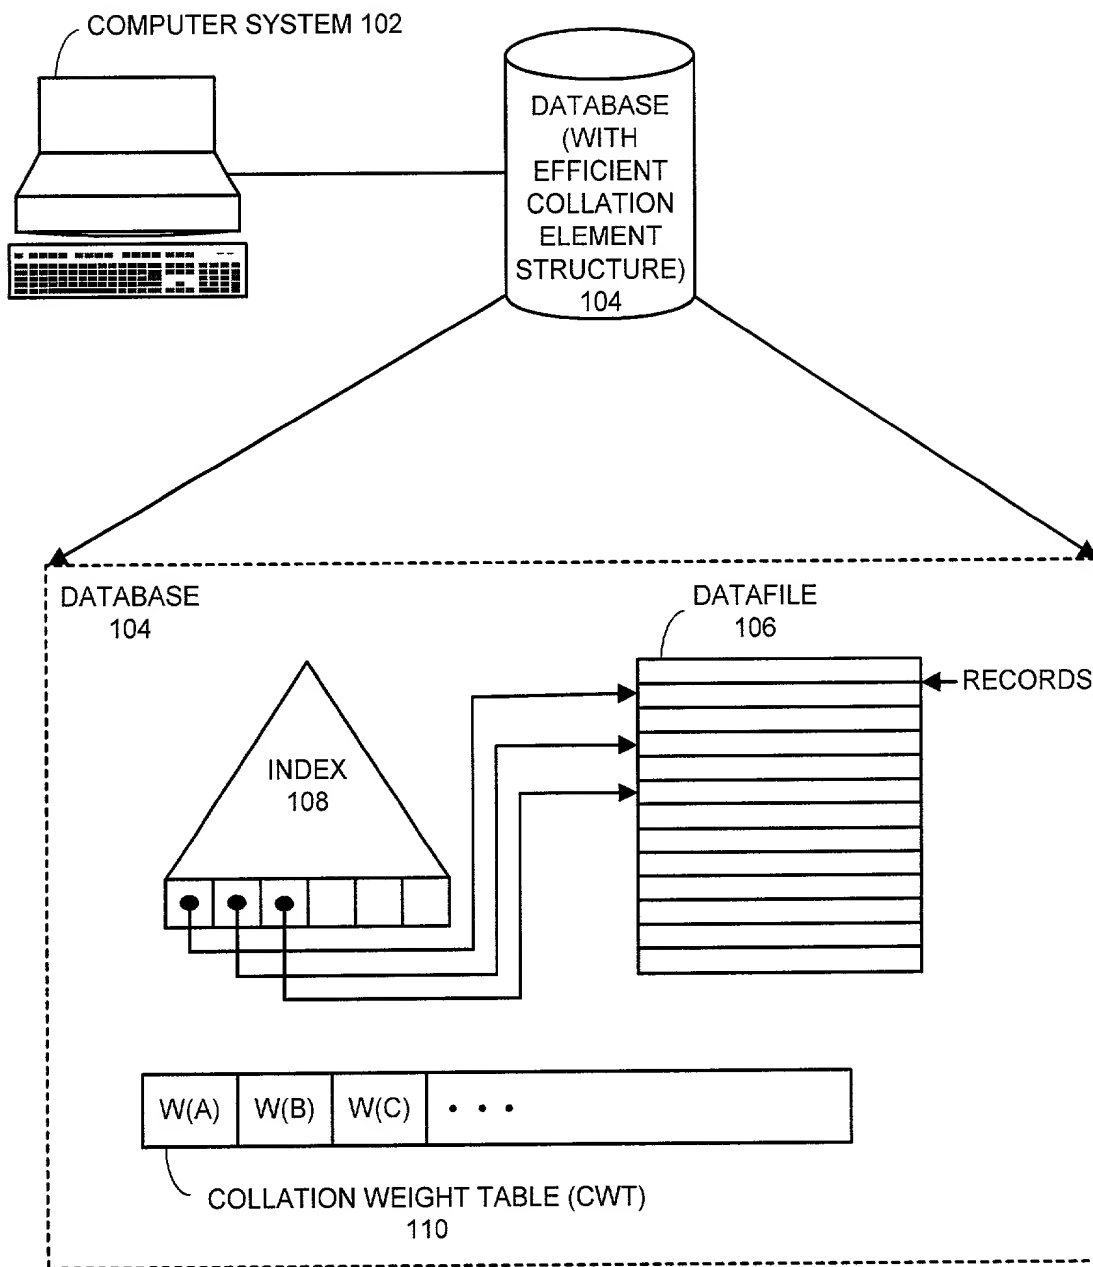 COMPUTER SYSTEM 102
DATABASE
(WITH
EFFICIENT
COLLATION
ELEMENT
STRUCTURE)
104
DATABASE
104
DATAFILE
106
RECORDS
INDEX
108
W(A) W(B) W(C) • • •
COLLATION WEIGHT TABLE (CWT)
110